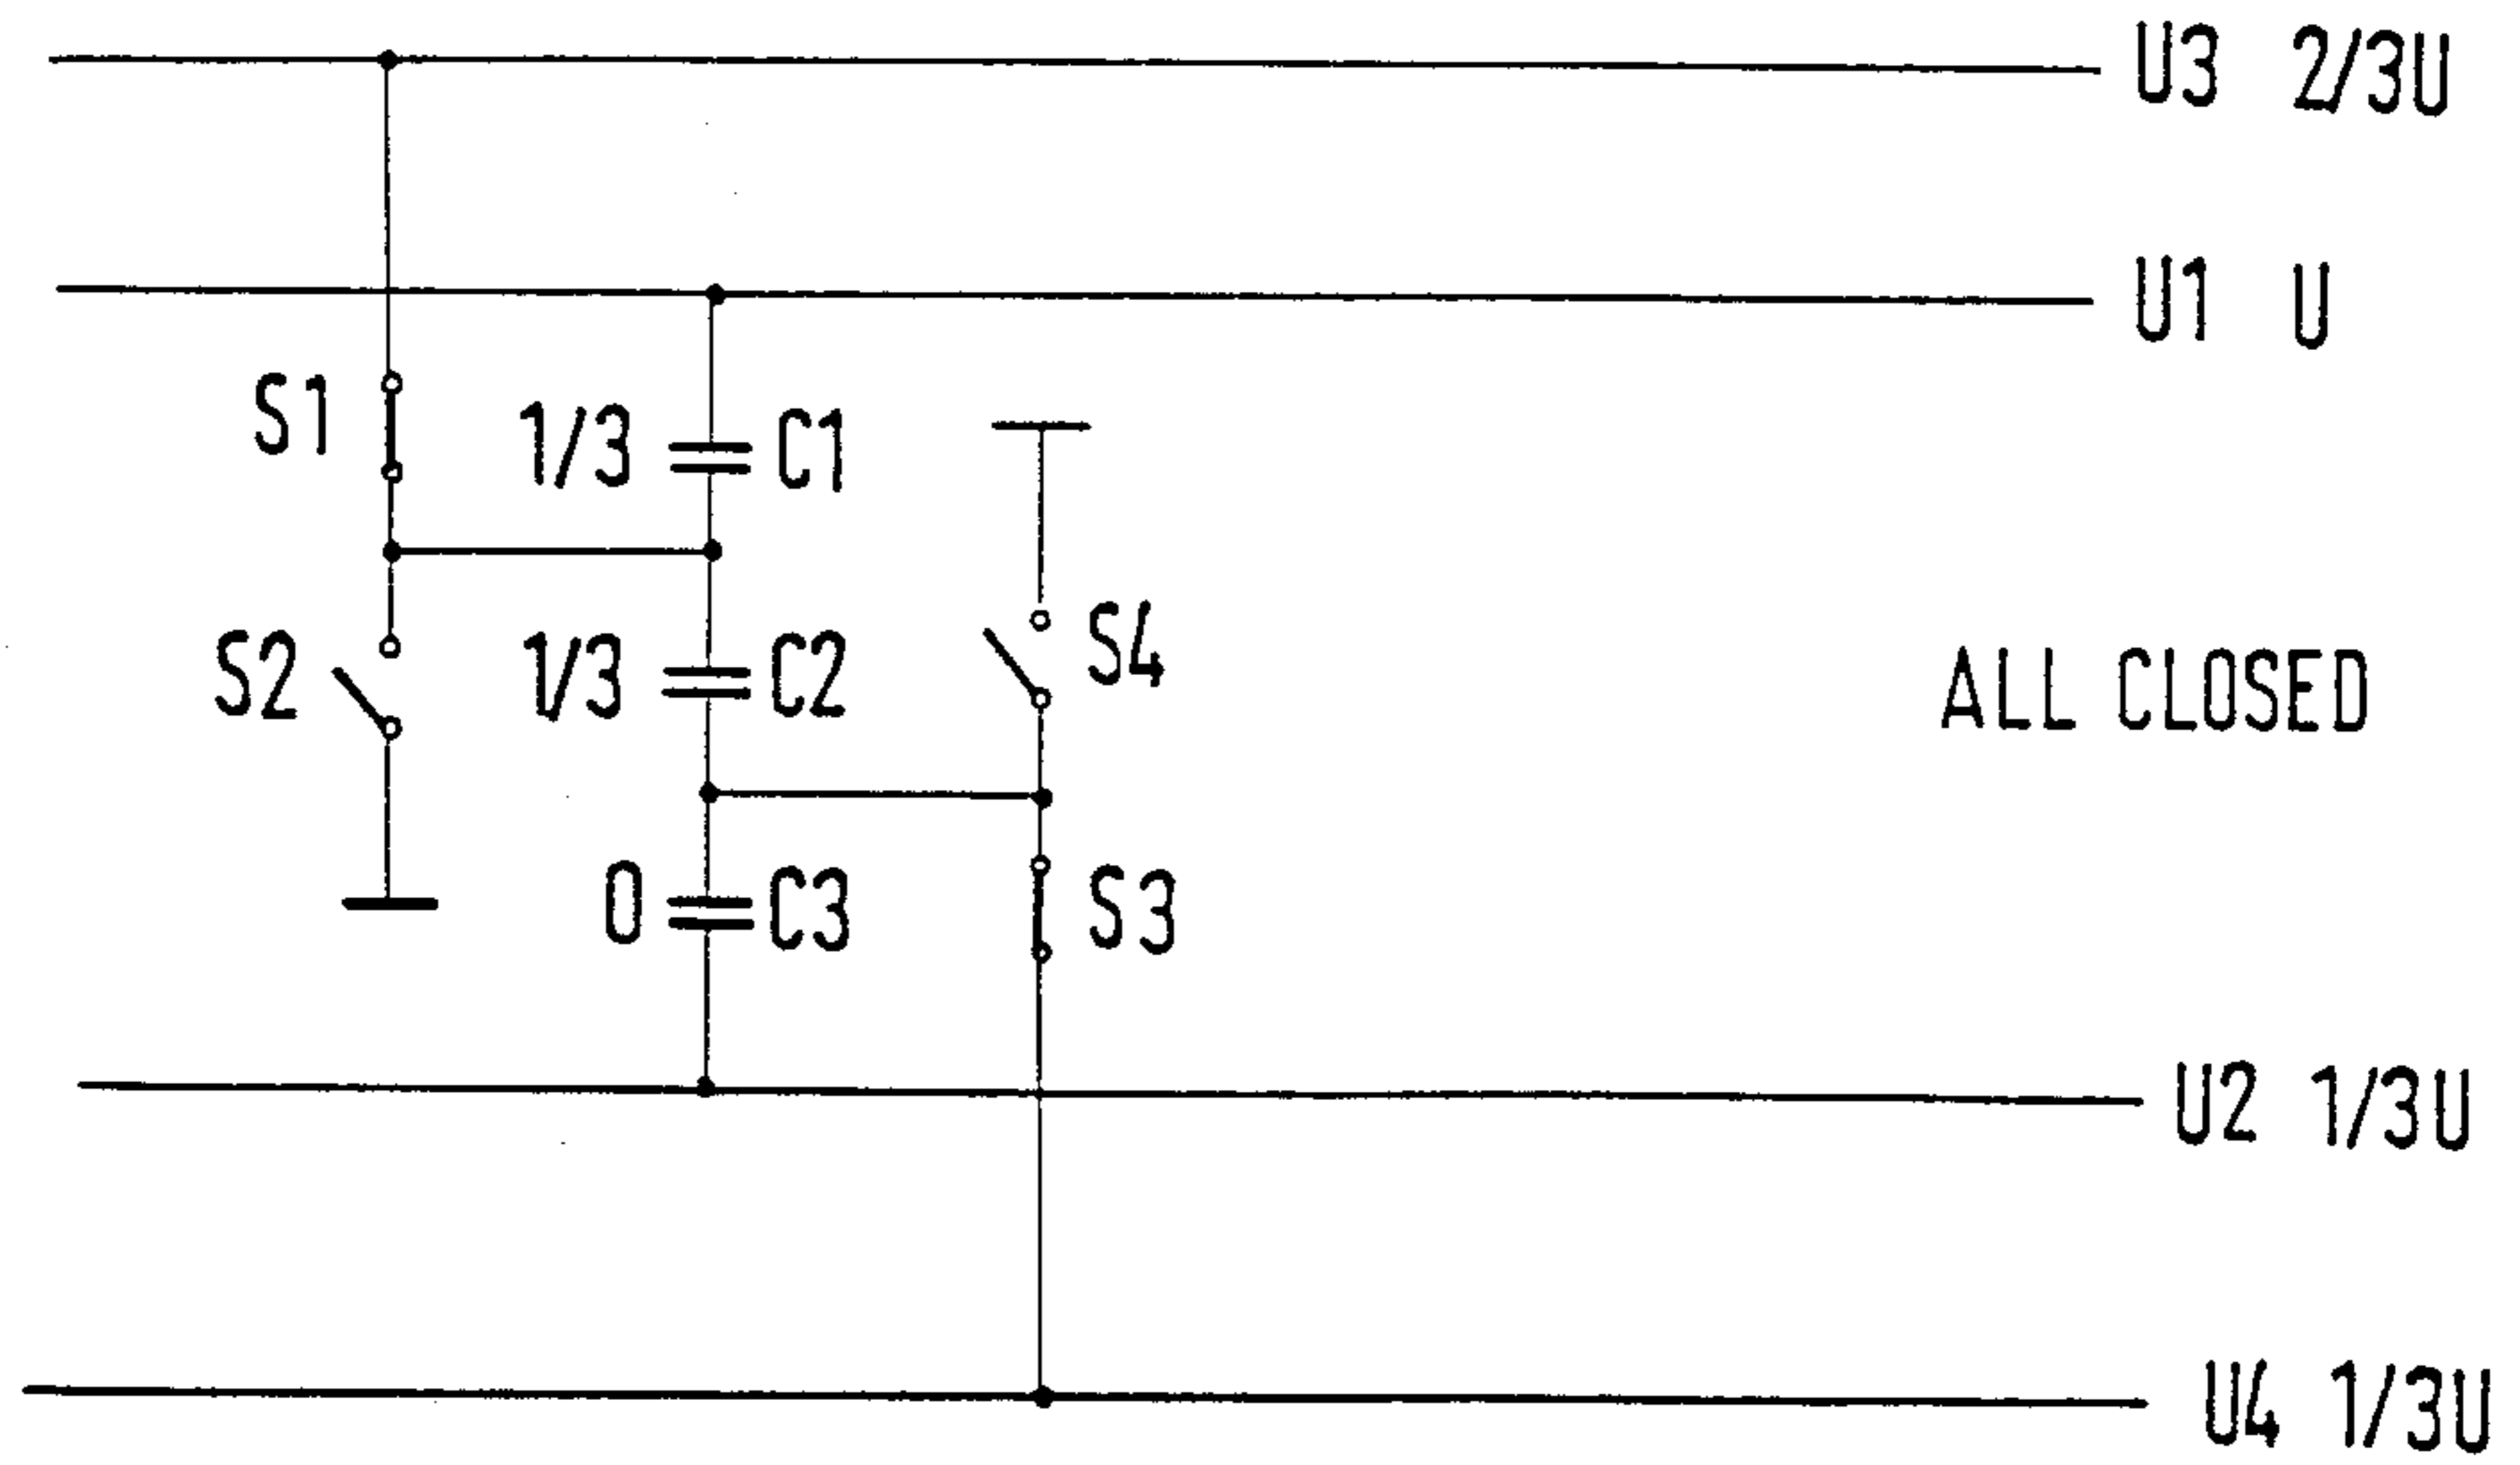 U3 2/3U
U1 U
S1 1/3 C1
S2 1/3 C2 S4
ALL CLOSED
0 C3 S3
U2 1/3U
U4 1/3U